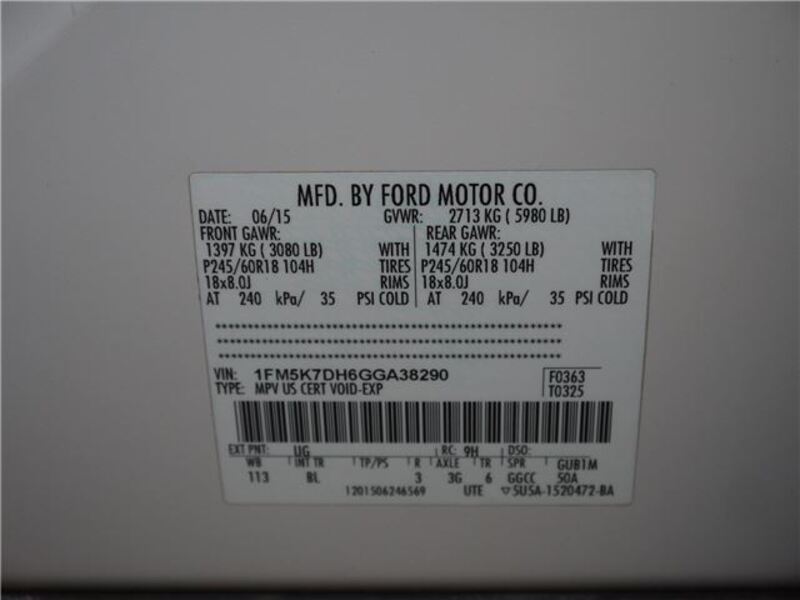 MFD. BY FORD MOTOR CO.
DATE: 06/15 GVWR: 2713 KG ( 5980 LB)
FRONT GAWR: REAR GAWR:
1397 KG ( 3080 LB) WITH 1474 KG ( 3250 LB) WITH
P245/60R18 104H TIRES P245/60R18 104H TIRES
18x8.0J RIMS 18x8.0J RIMS
AT 240 kPa/ 35 PSI COLD AT 240 kPa/ 35 PSI COLD
VIN: 1FM5K7DH6GGA38290 F0363
TYPE: MPV US CERT VOID-EXP T0325
EXT PNT: UG RC: 9H DSO:
WB INT TR TP/PS R AXLE TR SPR GUB1M
113 BL 3 3G 6 GGCC 50A
1201506246569 UTE ▽5U5A-1520472-BA